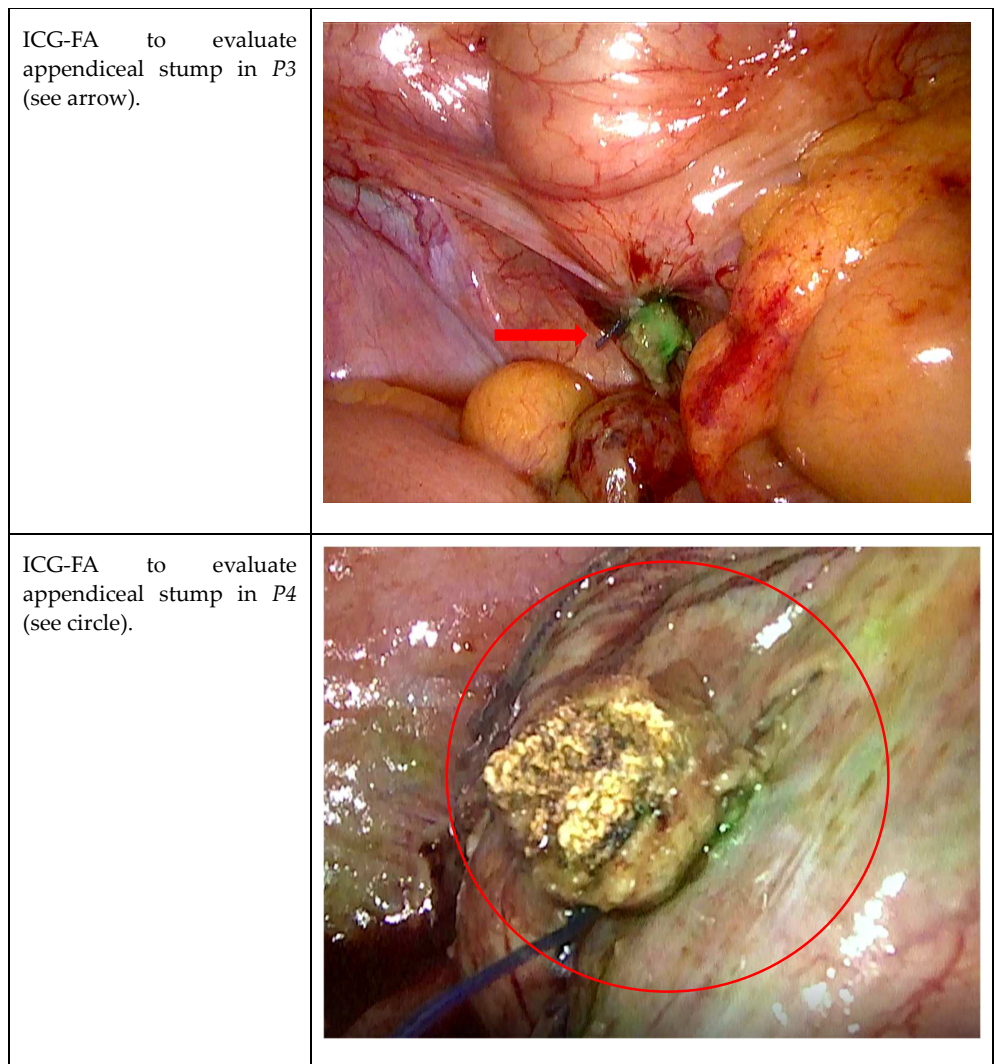 ICG-FA to evaluate
appendiceal stump in P3
(see arrow).
ICG-FA to evaluate
appendiceal stump in P4
(see circle).